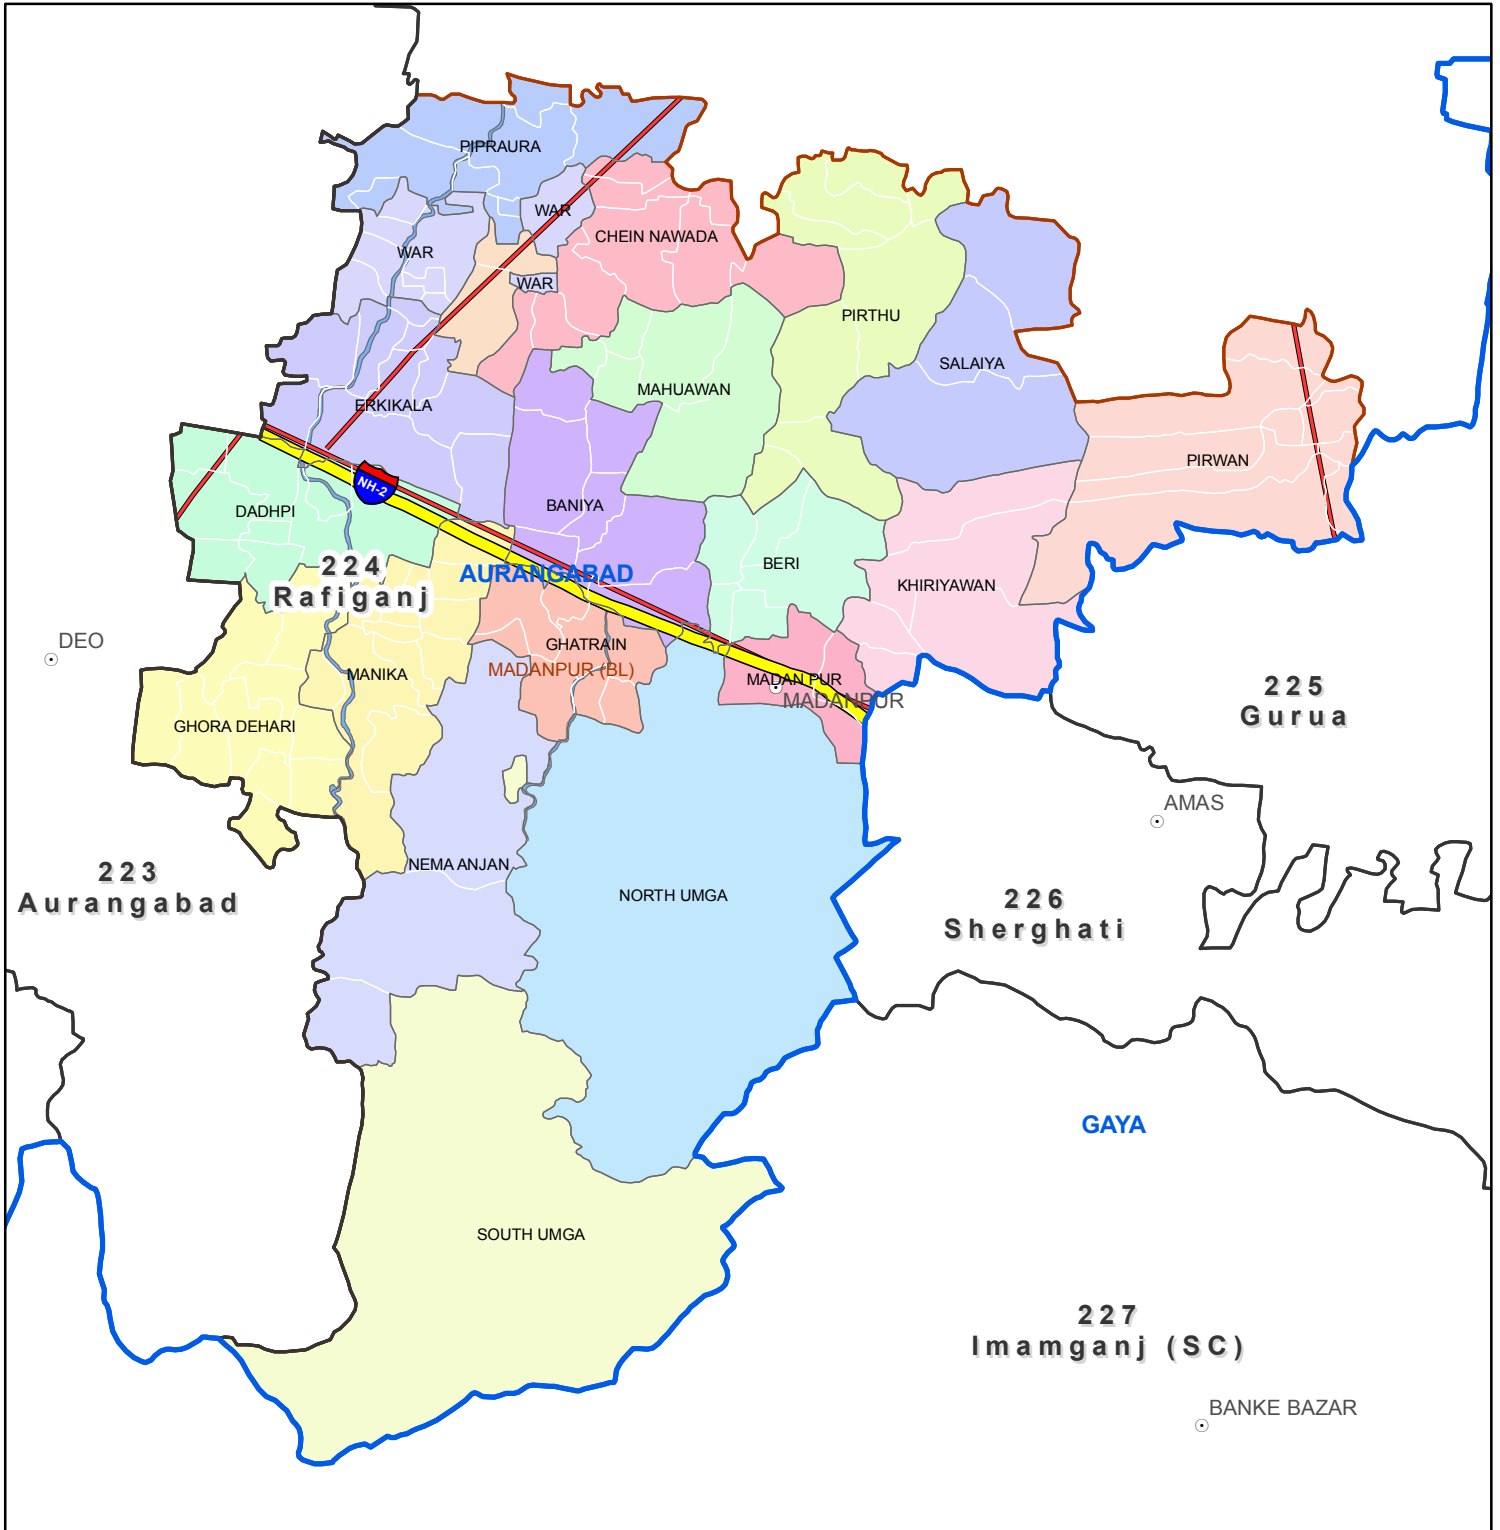 PIPRAURA
WAR
CHEIN NAWADA
WAR
WAR
PIRTHU
SALAIYA
MAHUAWAN
ERKIKALA
PIRWAN
NH-2
BANIYA
DADHPI
BERI
224
Rafiganj
AURANGABAD
KHIRIYAWAN
DEO
GHATRAIN
MADANPUR (BL)
MANIKA
MADAN PUR
MADANPUR
225
Gurua
GHORA DEHARI
AMAS
223
Aurangabad
NEMA ANJAN
NORTH UMGA
226
Sherghati
GAYA
SOUTH UMGA
227
Imamganj (SC)
BANKE BAZAR